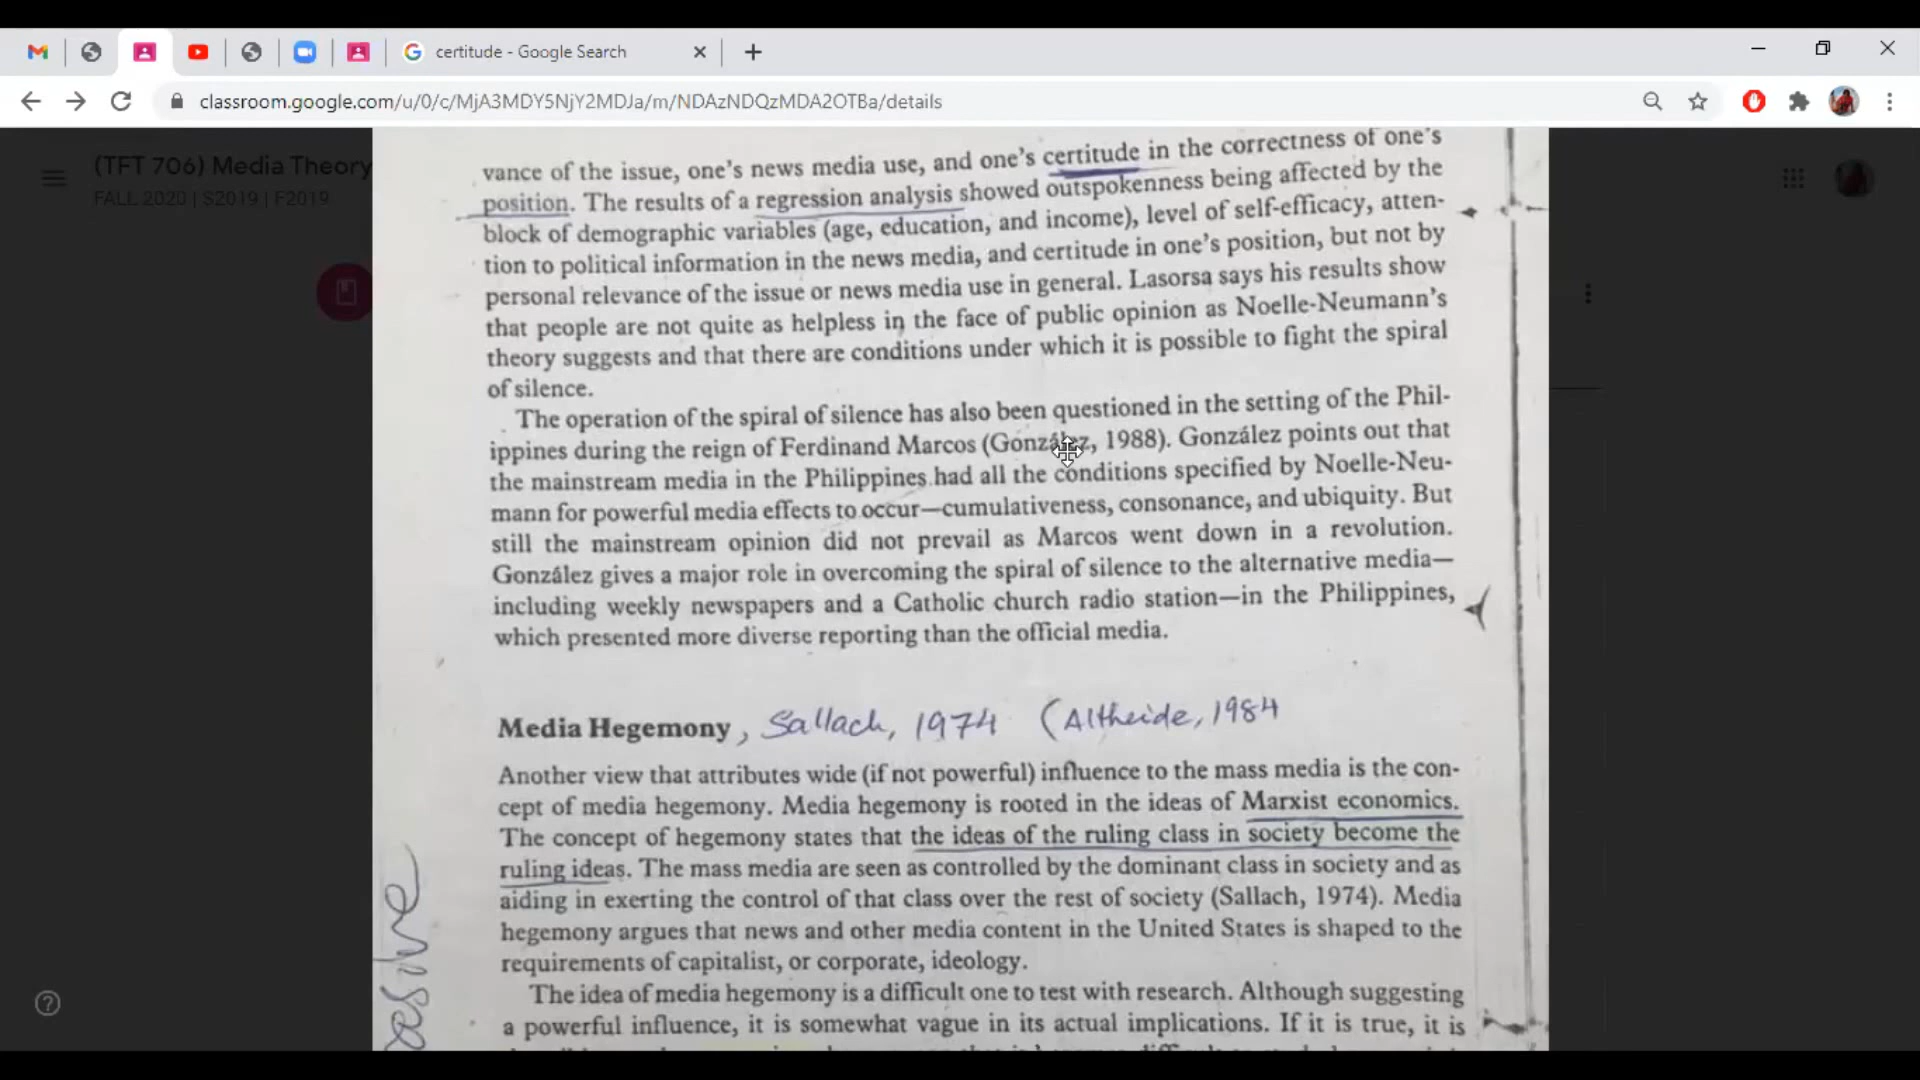 certitude - Google Search
classroom.google.com/u/0/c/MjA3MDY5NjY2MDJa/m/NDAzNDQzMDA2OTBa/details
(TFT 706) Media Theory
FALL 2020 | S2019 | F2019
vance of the issue, one's news media use, and one's certitude in the correctness of one's
position. The results of a regression analysis showed outspokenness being affected by the
block of demographic variables (age, education, and income), level of self-efficacy, atten-
tion to political information in the news media, and certitude in one's position, but not by
personal relevance of the issue or news media use in general. Lasorsa says his results show
that people are not quite as helpless in the face of public opinion as Noelle-Neumann's
theory suggests and that there are conditions under which it is possible to fight the spiral
of silence.
The operation of the spiral of silence has also been questioned in the setting of the Phil-
ippines during the reign of Ferdinand Marcos (González, 1988). González points out that
the mainstream media in the Philippines had all the conditions specified by Noelle-Neu-
mann for powerful media effects to occur—cumulativeness, consonance, and ubiquity. But
still the mainstream opinion did not prevail as Marcos went down in a revolution.
González gives a major role in overcoming the spiral of silence to the alternative media—
including weekly newspapers and a Catholic church radio station—in the Philippines,
which presented more diverse reporting than the official media.
Media Hegemony, Sallach, 1974 (Altheide, 1984
Another view that attributes wide (if not powerful) influence to the mass media is the con-
cept of media hegemony. Media hegemony is rooted in the ideas of Marxist economics.
The concept of hegemony states that the ideas of the ruling class in society become the
ruling ideas. The mass media are seen as controlled by the dominant class in society and as
aiding in exerting the control of that class over the rest of society (Sallach, 1974). Media
hegemony argues that news and other media content in the United States is shaped to the
requirements of capitalist, or corporate, ideology.
The idea of media hegemony is a difficult one to test with research. Although suggesting
a powerful influence, it is somewhat vague in its actual implications. If it is true, it is